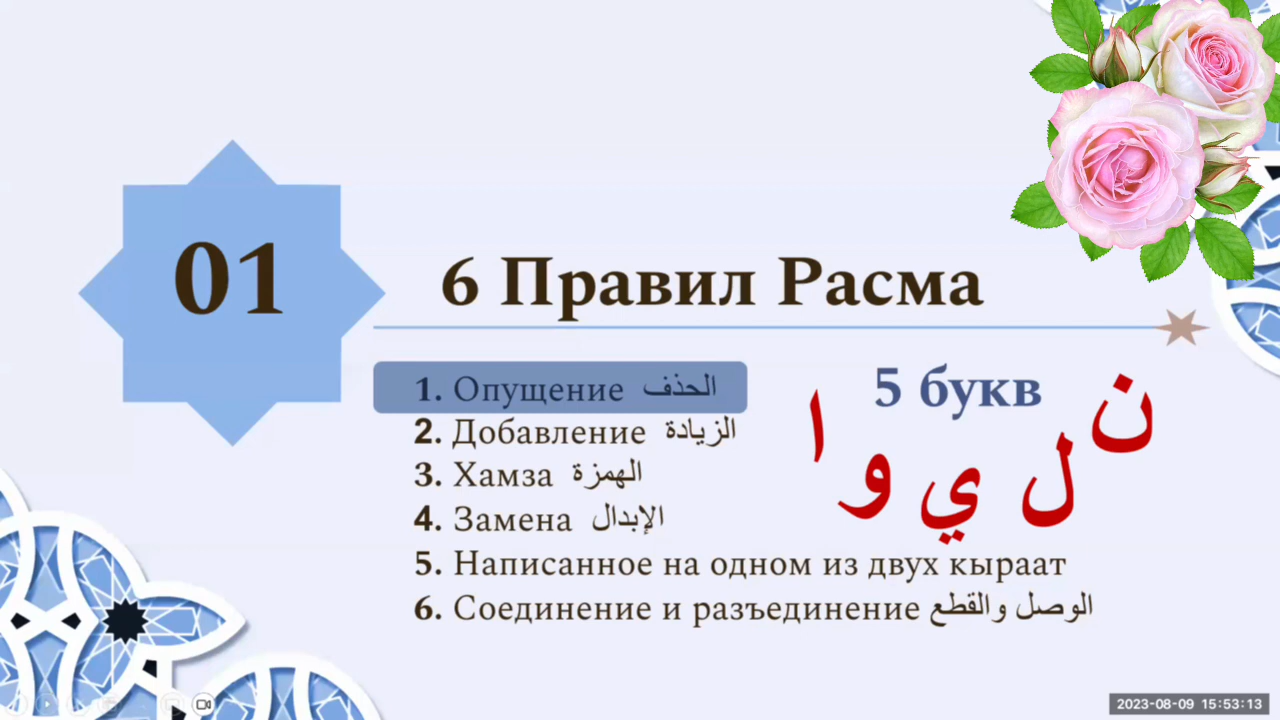 01
6 Правил Расма
1. Опущение الحذف
2. Добавление الزيادة
3. Хамза الهمزة
4. Замена الإبدال
5. Написанное на одном из двух кыраат
6. Соединение и разъединение الوصل والقطع
5 букв
ا و ي ل ن
2023-08-09 15:53:13